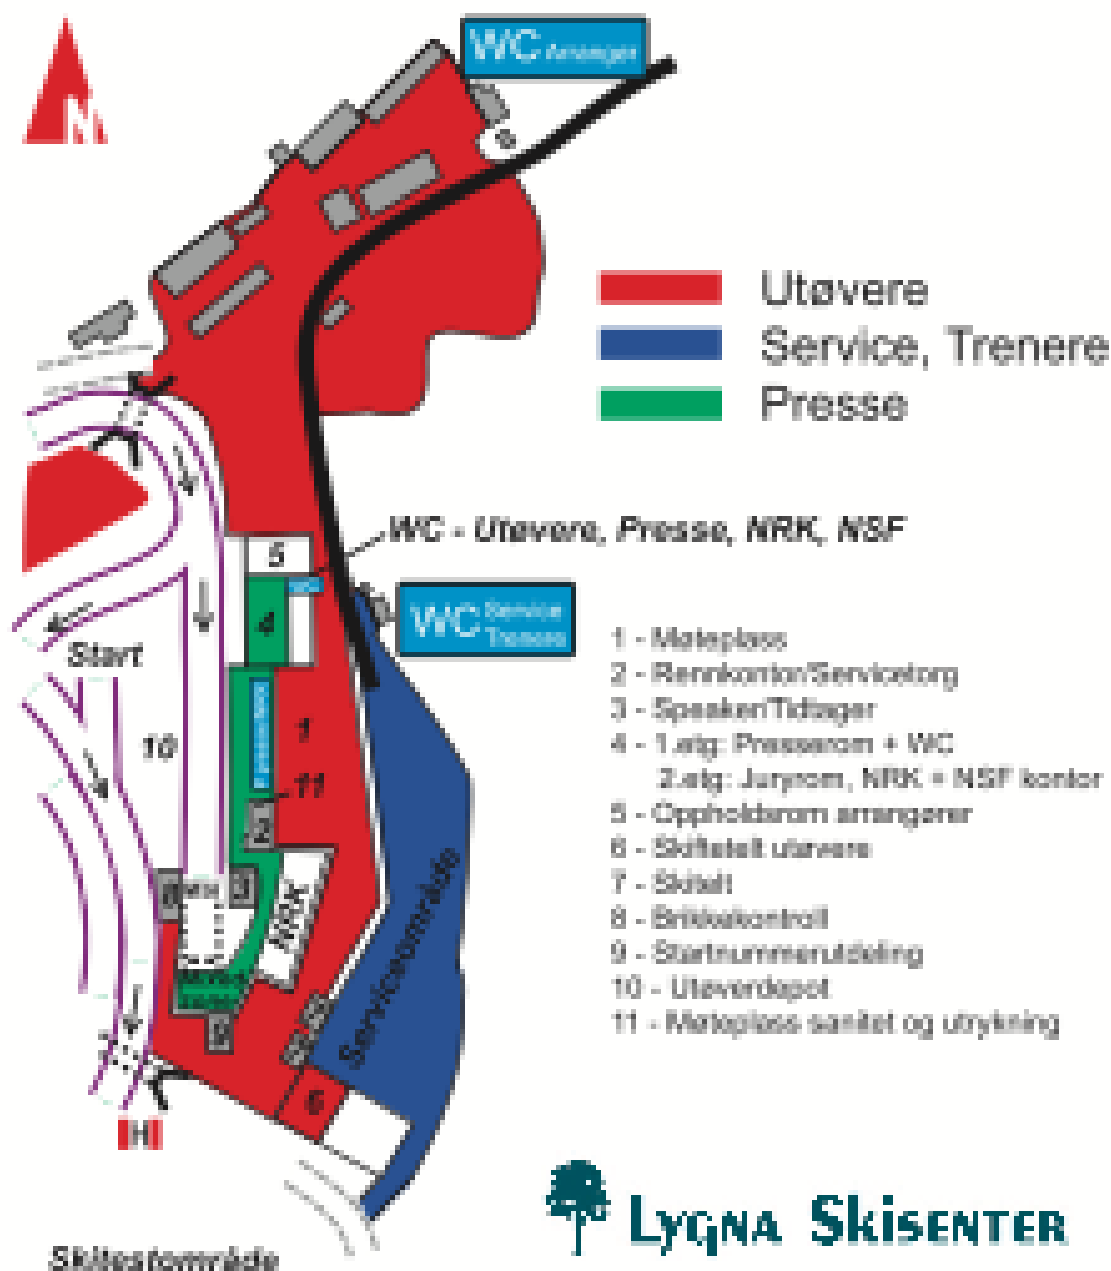 WC Arrangør
N
Utøvere
Service, Trenere
Presse
WC - Utøvere, Presse, NRK, NSF
5
4
WC Service
Trenere
Start
10
1
11
1 - Møteplass
2 - Rennkontor/Servicetorg
3 - Speaker/Tidtager
4 - 1.etg: Presserom + WC
2.etg: Juryrom, NRK + NSF kontor
5 - Oppholdsrom arrangører
6 - Skiftetelt utøvere
7 - Skitelt
8 - Brikkekontroll
9 - Startnummerutdeling
10 - Utøverdepot
11 - Møteplass sanitet og utrykning
NRK
Serviceområde
6
H
Lygna Skisenter
Skitestområde